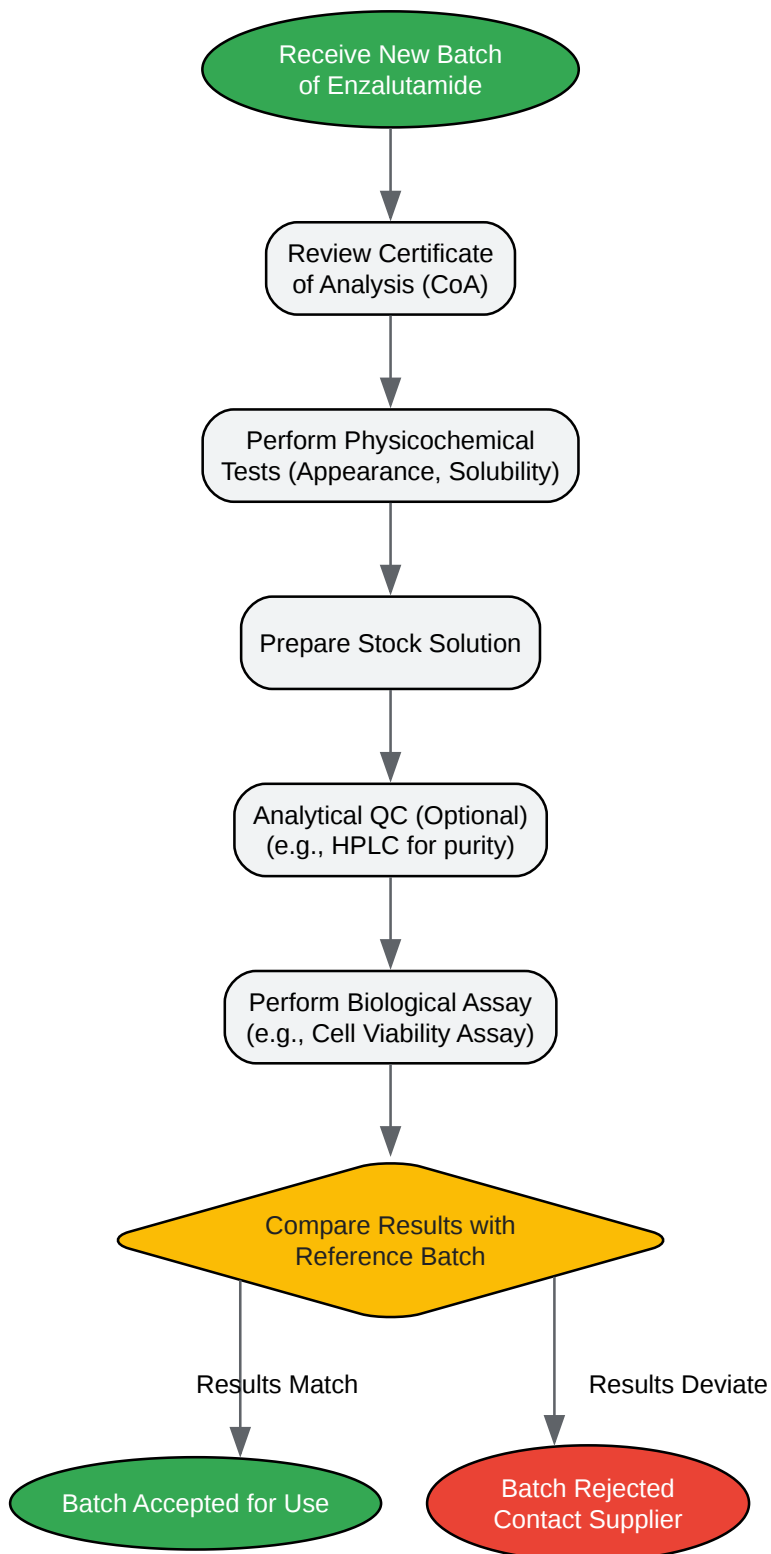 Receive New Batch
of Enzalutamide
Review Certificate
of Analysis (CoA)
Perform Physicochemical
Tests (Appearance, Solubility)
Prepare Stock Solution
Analytical QC (Optional)
(e.g., HPLC for purity)
Perform Biological Assay
(e.g., Cell Viability Assay)
Compare Results with
Reference Batch
Results Match
Results Deviate
Batch Accepted for Use
Batch Rejected
Contact Supplier